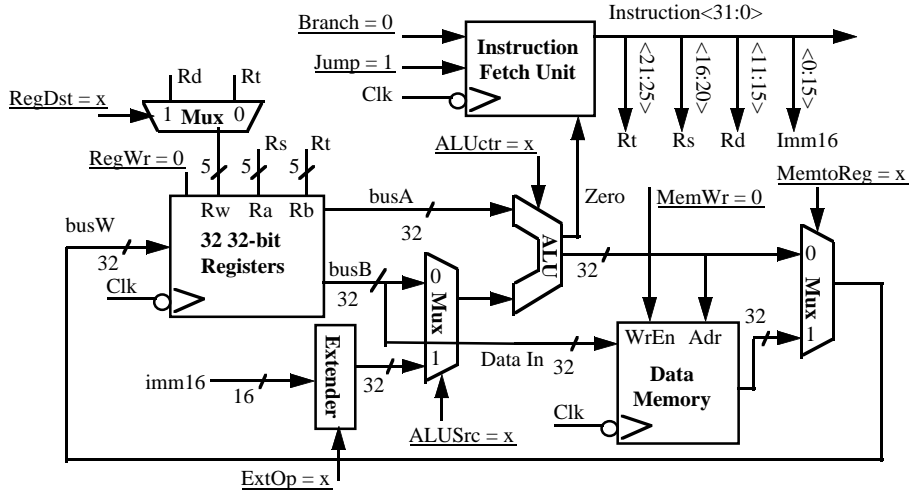 Branch = 0
Instruction<31:0>
Instruction
Fetch Unit
Jump = 1
Clk
<21:25>
<16:20>
<11:15>
<0:15>
Rt
Rs
Rd
Imm16
Rd
Rt
RegDst = x
1
Mux
0
RegWr = 0
5
5
Rs
5
Rt
ALUctr = x
Zero
MemWr = 0
MemtoReg = x
busW
32
Rw
Ra
Rb
32 32-bit
Registers
Clk
busA
32
busB
32
0
Mux
1
ALU
32
0
Mux
1
imm16
16
Extender
32
Data In
32
WrEn
Adr
Data
Memory
32
Clk
ALUSrc = x
ExtOp = x